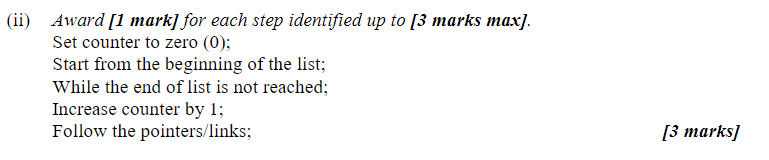 (ii) Award [1 mark] for each step identified up to [3 marks max].
Set counter to zero (0);
Start from the beginning of the list;
While the end of list is not reached;
Increase counter by 1;
Follow the pointers/links; [3 marks]